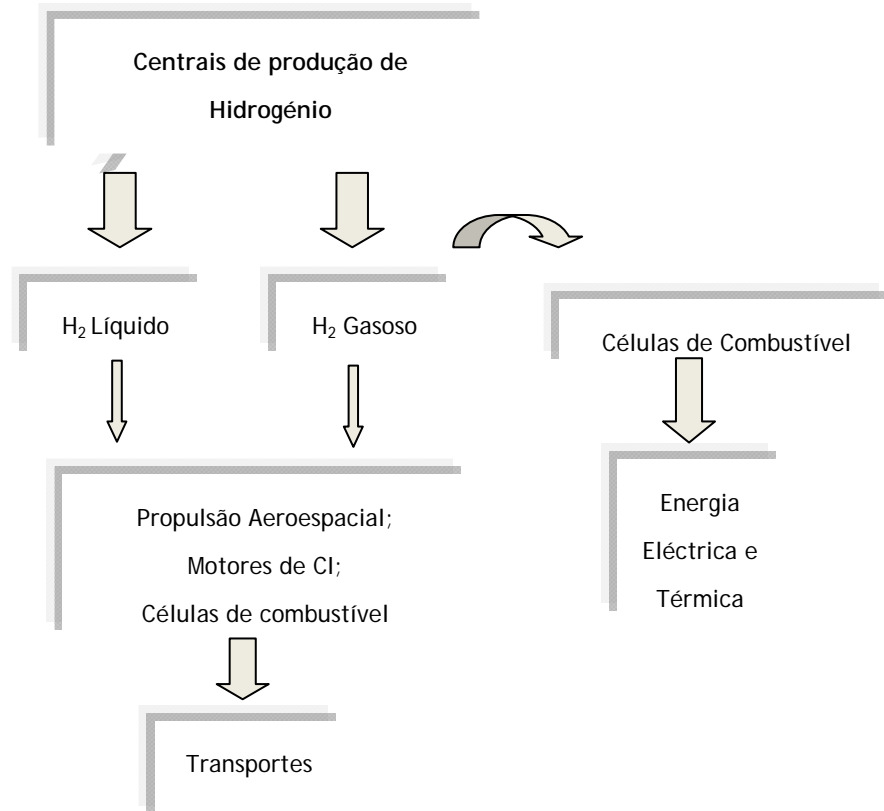 Centrais de produção de
Hidrogénio
H₂ Líquido
H₂ Gasoso
Células de Combustível
Propulsão Aeroespacial;
Motores de CI;
Células de combustível
Energia
Eléctrica e
Térmica
Transportes